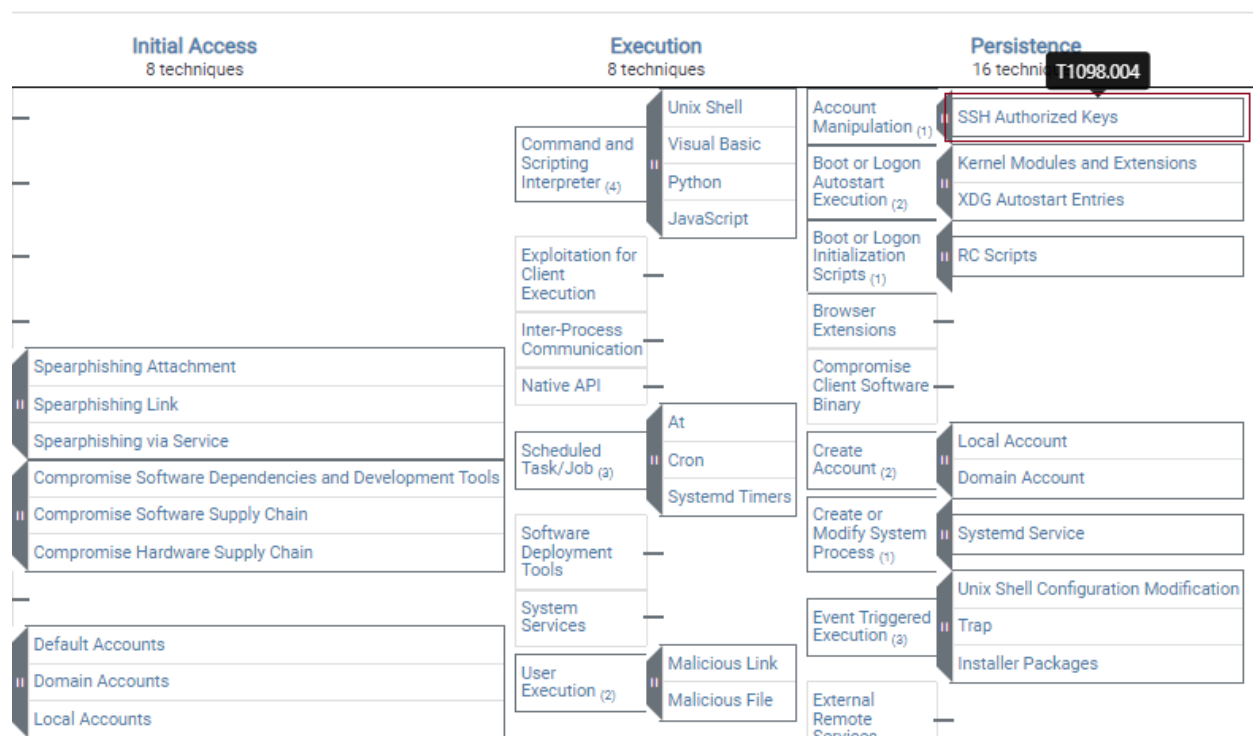 Initial Access
8 techniques
Spearphishing Attachment
Spearphishing Link
Spearphishing via Service
Compromise Software Dependencies and Development Tools
Compromise Software Supply Chain
Compromise Hardware Supply Chain
Default Accounts
Domain Accounts
Local Accounts
Execution
8 techniques
Command and
Scripting
Interpreter (4)
Unix Shell
Visual Basic
Python
JavaScript
Exploitation for
Client
Execution
Inter-Process
Communication
Native API
Scheduled
Task/Job (3)
At
Cron
Systemd Timers
Software
Deployment
Tools
System
Services
User
Execution (2)
Malicious Link
Malicious File
Persistence
16 techni
T1098.004
Account
Manipulation (1)
SSH Authorized Keys
Boot or Logon
Autostart
Execution (2)
Kernel Modules and Extensions
XDG Autostart Entries
Boot or Logon
Initialization
Scripts (1)
RC Scripts
Browser
Extensions
Compromise
Client Software
Binary
Create
Account (2)
Local Account
Domain Account
Create or
Modify System
Process (1)
Systemd Service
Event Triggered
Execution (3)
Unix Shell Configuration Modification
Trap
Installer Packages
External
Remote
Services